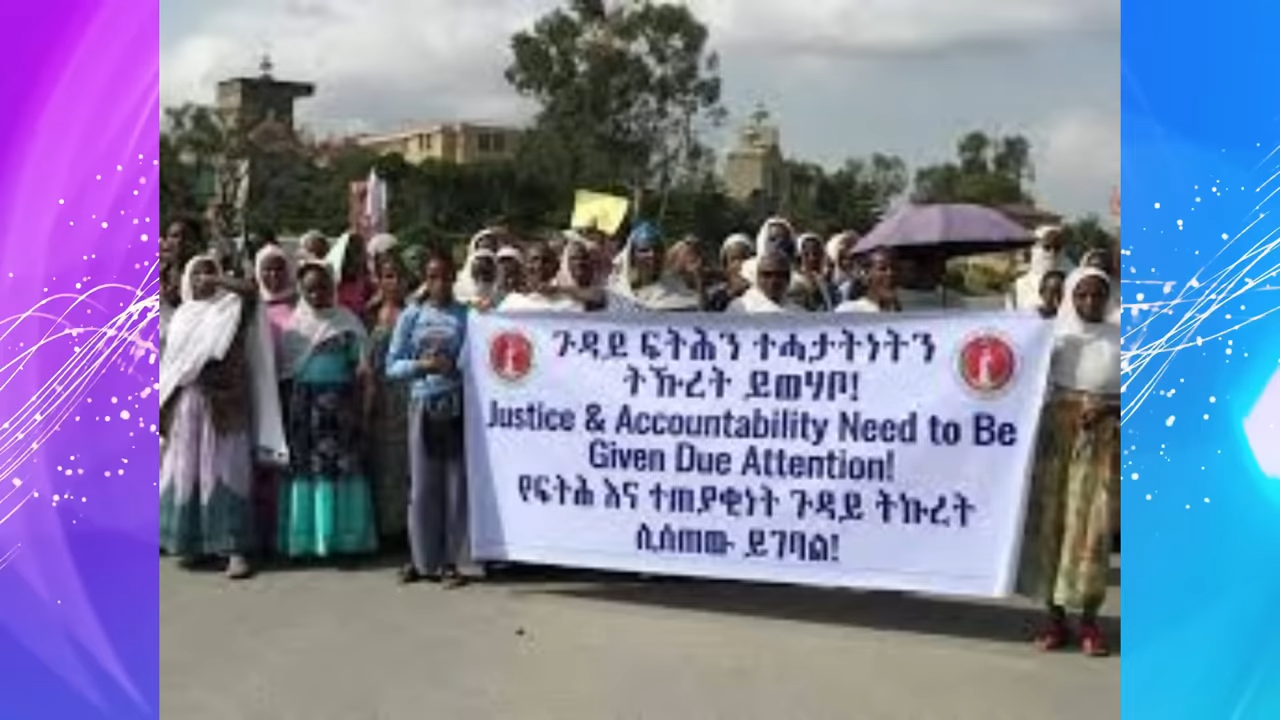 ጉዳይ ፍትሕን ተሓታትነትን
ትኹረት ይወሃቦ!
Justice & Accountability Need to Be
Given Due Attention!
የፍትሕ እና ተጠያቂነት ጉዳይ ትኩረት
ሊሰጠው ይገባል!